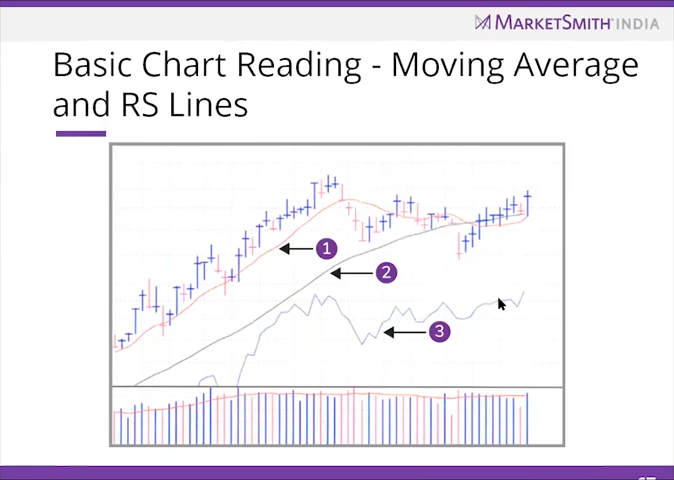 MARKETSMITH INDIA
Basic Chart Reading - Moving Average
and RS Lines
1
2
3